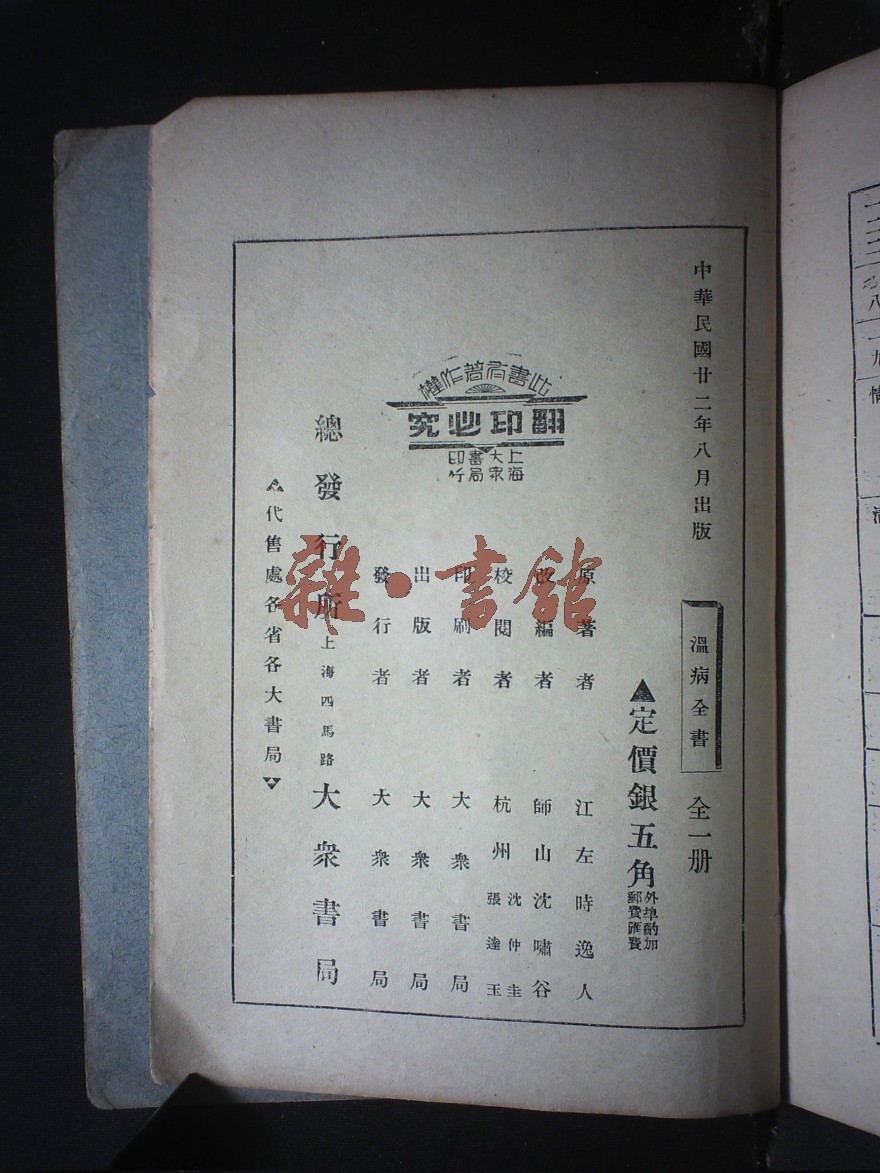 中華民國廿二年八月出版
溫病全書 全一册
▲定價銀五角 外埠酌加郵費匯費
原著者 江左時逸人
改編者 師山沈嘯谷
校閱者 杭州 沈仲圭 張達玉
印刷者 大衆書局
出版者 大衆書局
發行者 大衆書局
此書有著作權
翻印必究
上海大衆書局印行
總發行所 上海四馬路 大衆書局
代售處各省各大書局
雜·書館
一
八
九
情